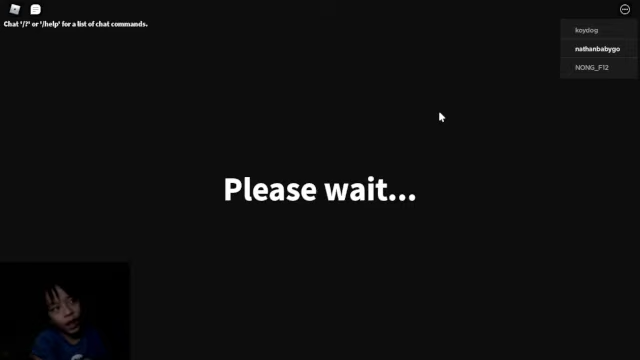 Chat '/?' or '/help' for a list of chat commands.
koydog
nathanbabygo
NONG_F12
Please wait...